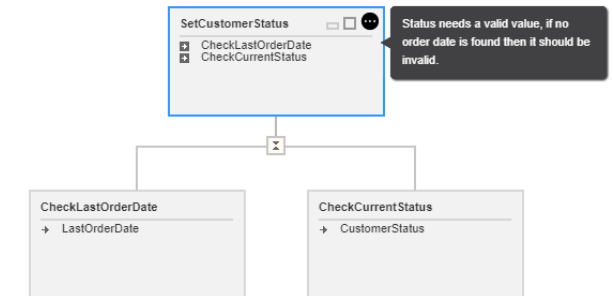 SetCustomerStatus
CheckLastOrderDate
CheckCurrentStatus
Status needs a valid value, if no
order date is found then it should be
invalid.
CheckLastOrderDate
LastOrderDate
CheckCurrentStatus
CustomerStatus